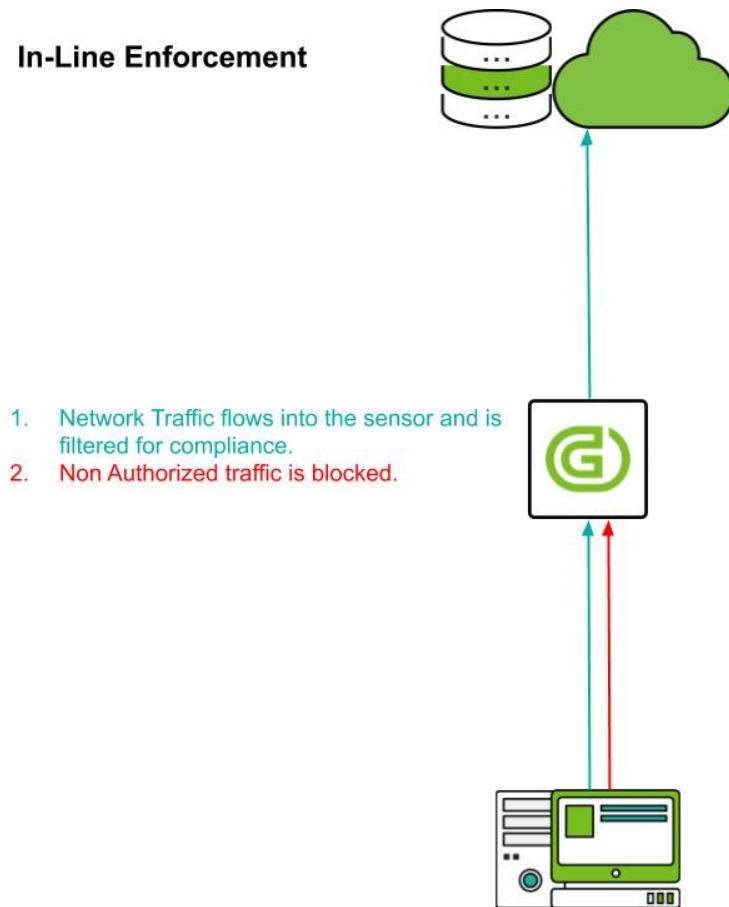 In-Line Enforcement
1. Network Traffic flows into the sensor and is
filtered for compliance.
2. Non Authorized traffic is blocked.
G